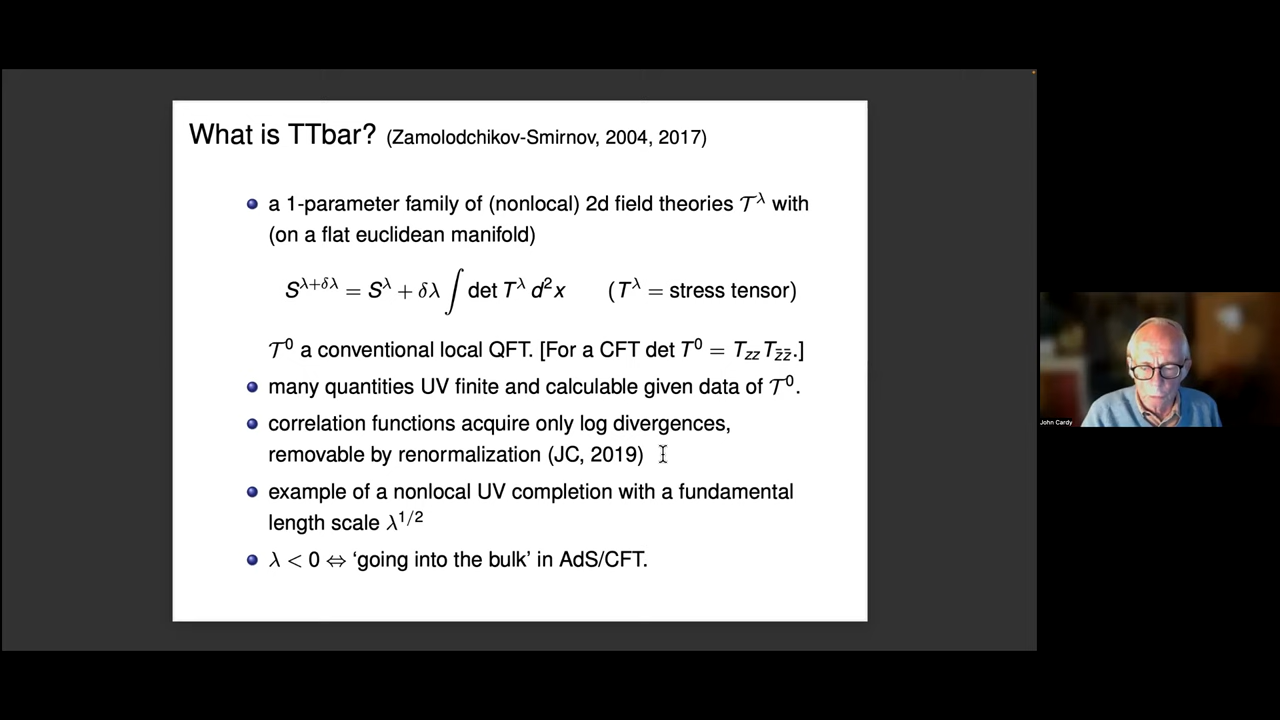 What is TTbar? (Zamolodchikov-Smirnov, 2004, 2017)
a 1-parameter family of (nonlocal) 2d field theories 𝒯^λ with
(on a flat euclidean manifold)
S^{λ+δλ} = S^λ + δλ ∫ det T^λ d²x (T^λ = stress tensor)
𝒯⁰ a conventional local QFT. [For a CFT det T⁰ = T_{zz}T_{z̄z̄}.]
many quantities UV finite and calculable given data of 𝒯⁰.
correlation functions acquire only log divergences,
removable by renormalization (JC, 2019)
example of a nonlocal UV completion with a fundamental
length scale λ^{1/2}
λ < 0 ⇔ ‘going into the bulk’ in AdS/CFT.
John Cardy